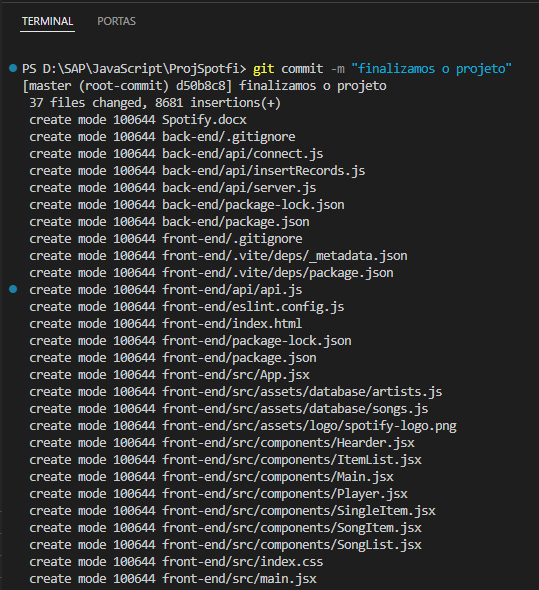 TERMINAL PORTAS
PS D:\SAP\JavaScript\ProjSpotfi> git commit -m "finalizamos o projeto"
[master (root-commit) d50b8c8] finalizamos o projeto
37 files changed, 8681 insertions(+)
create mode 100644 Spotify.docx
create mode 100644 back-end/.gitignore
create mode 100644 back-end/api/connect.js
create mode 100644 back-end/api/insertRecords.js
create mode 100644 back-end/api/server.js
create mode 100644 back-end/package-lock.json
create mode 100644 back-end/package.json
create mode 100644 front-end/.gitignore
create mode 100644 front-end/.vite/deps/_metadata.json
create mode 100644 front-end/.vite/deps/package.json
create mode 100644 front-end/api/api.js
create mode 100644 front-end/eslint.config.js
create mode 100644 front-end/index.html
create mode 100644 front-end/package-lock.json
create mode 100644 front-end/package.json
create mode 100644 front-end/src/App.jsx
create mode 100644 front-end/src/assets/database/artists.js
create mode 100644 front-end/src/assets/database/songs.js
create mode 100644 front-end/src/assets/logo/spotify-logo.png
create mode 100644 front-end/src/components/Hearder.jsx
create mode 100644 front-end/src/components/ItemList.jsx
create mode 100644 front-end/src/components/Main.jsx
create mode 100644 front-end/src/components/Player.jsx
create mode 100644 front-end/src/components/SingleItem.jsx
create mode 100644 front-end/src/components/SongItem.jsx
create mode 100644 front-end/src/components/SongList.jsx
create mode 100644 front-end/src/index.css
create mode 100644 front-end/src/main.jsx